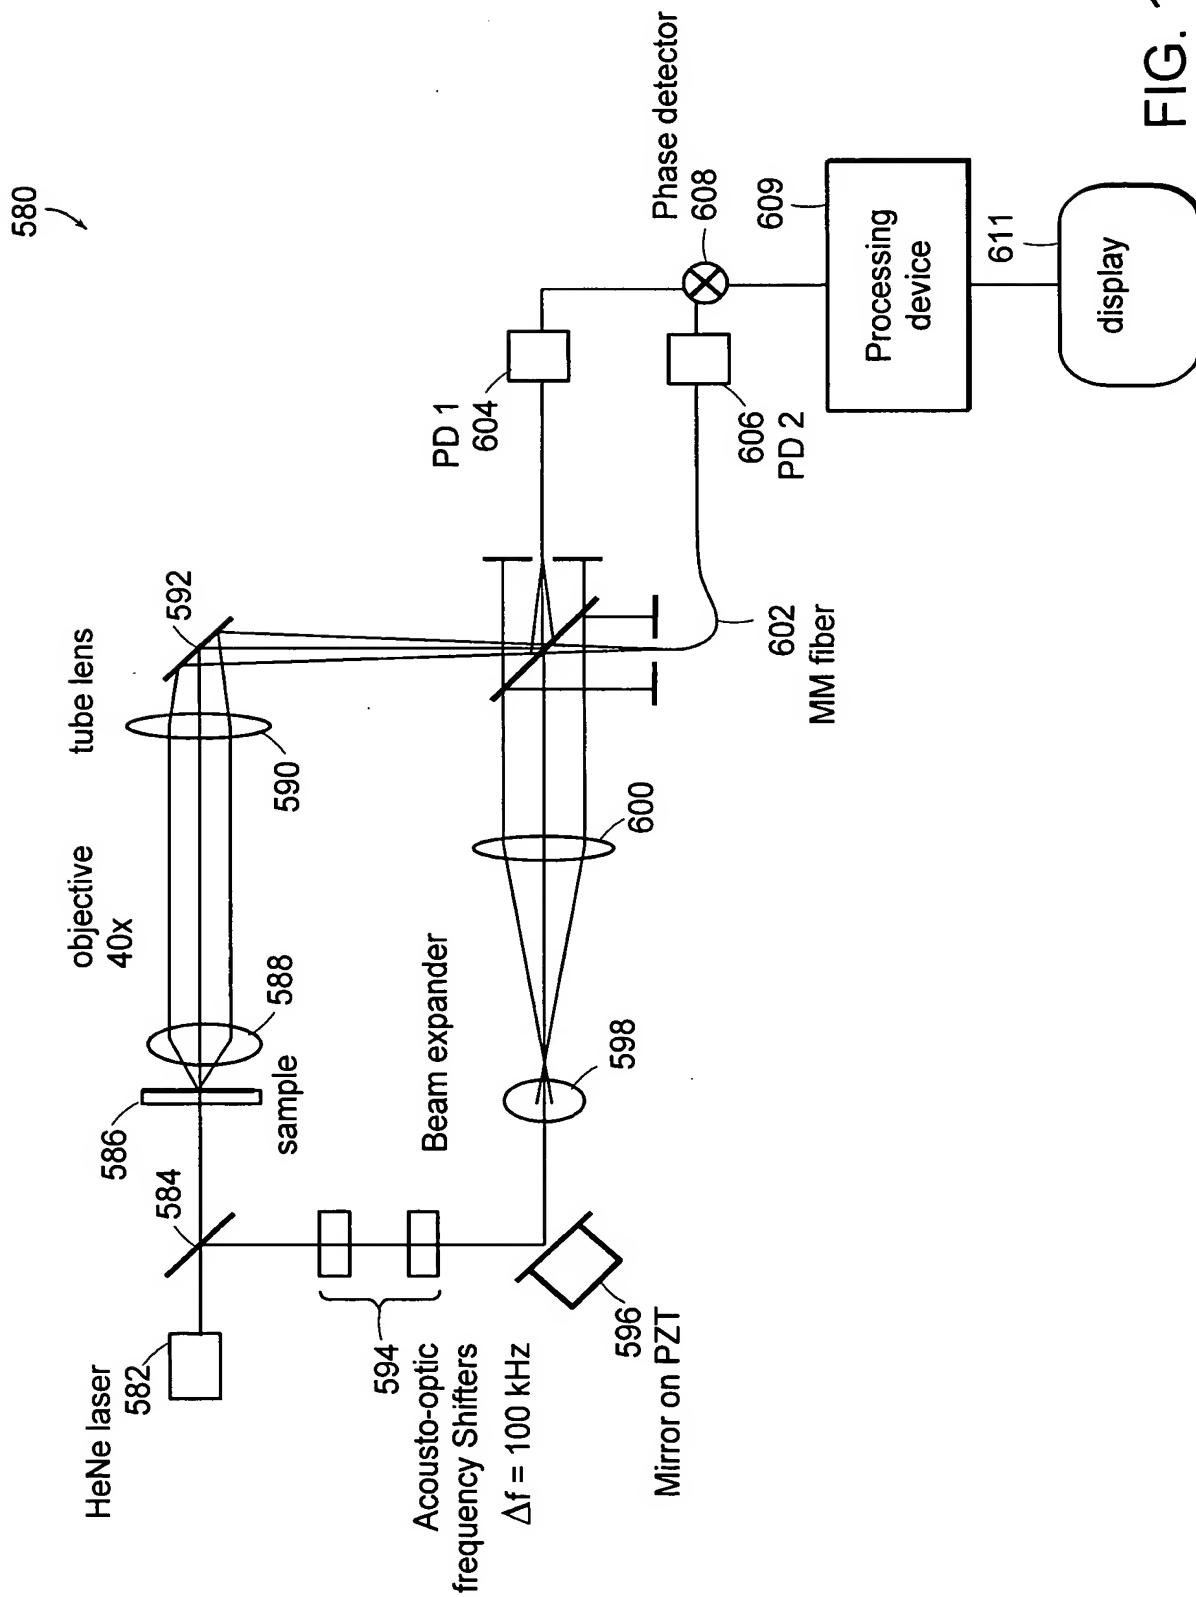 580
HeNe laser
582
584
586
sample
objective
40x
588
tube lens
590
592
594
Acousto-optic
frequency Shifters
Δf = 100 kHz
596
Mirror on PZT
Beam expander
598
600
602
MM fiber
PD 1
604
606
PD 2
Phase detector
608
609
Processing
device
611
display
FIG.